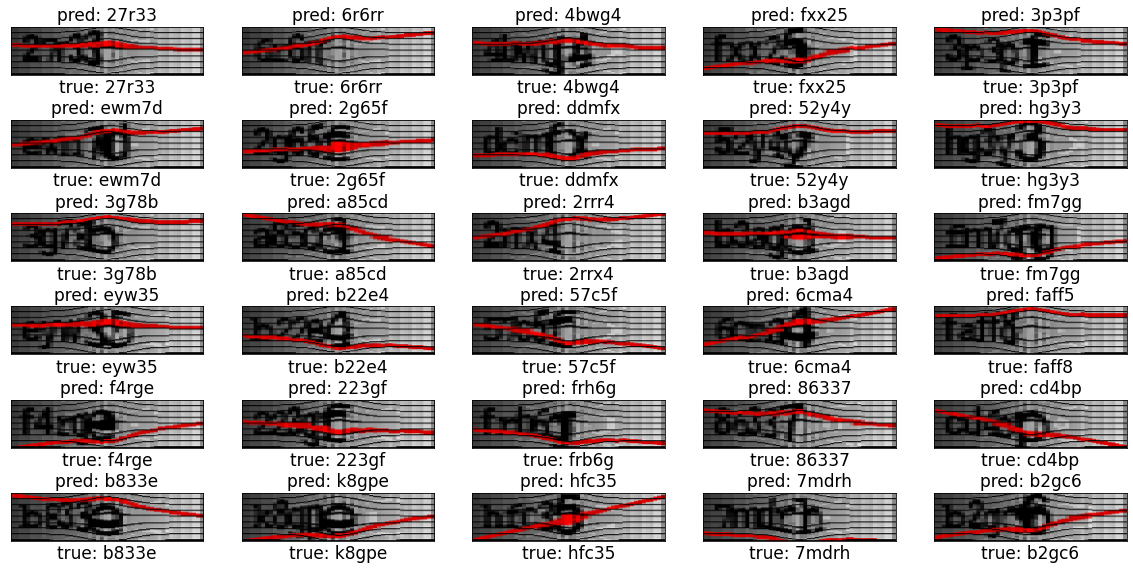 pred: 27r33 pred: 6r6rr pred: 4bwg4 pred: fxx25 pred: 3p3pf
true: 27r33 true: 6r6rr true: 4bwg4 true: fxx25 true: 3p3pf
pred: ewm7d pred: 2g65f pred: ddmfx pred: 52y4y pred: hg3y3
true: ewm7d true: 2g65f true: ddmfx true: 52y4y true: hg3y3
pred: 3g78b pred: a85cd pred: 2rrr4 pred: b3agd pred: fm7gg
true: 3g78b true: a85cd true: 2rrx4 true: b3agd true: fm7gg
pred: eyw35 pred: b22e4 pred: 57c5f pred: 6cma4 pred: faff5
true: eyw35 true: b22e4 true: 57c5f true: 6cma4 true: faff8
pred: f4rge pred: 223gf pred: frh6g pred: 86337 pred: cd4bp
true: f4rge true: 223gf true: frb6g true: 86337 true: cd4bp
pred: b833e pred: k8gpe pred: hfc35 pred: 7mdrh pred: b2gc6
true: b833e true: k8gpe true: hfc35 true: 7mdrh true: b2gc6